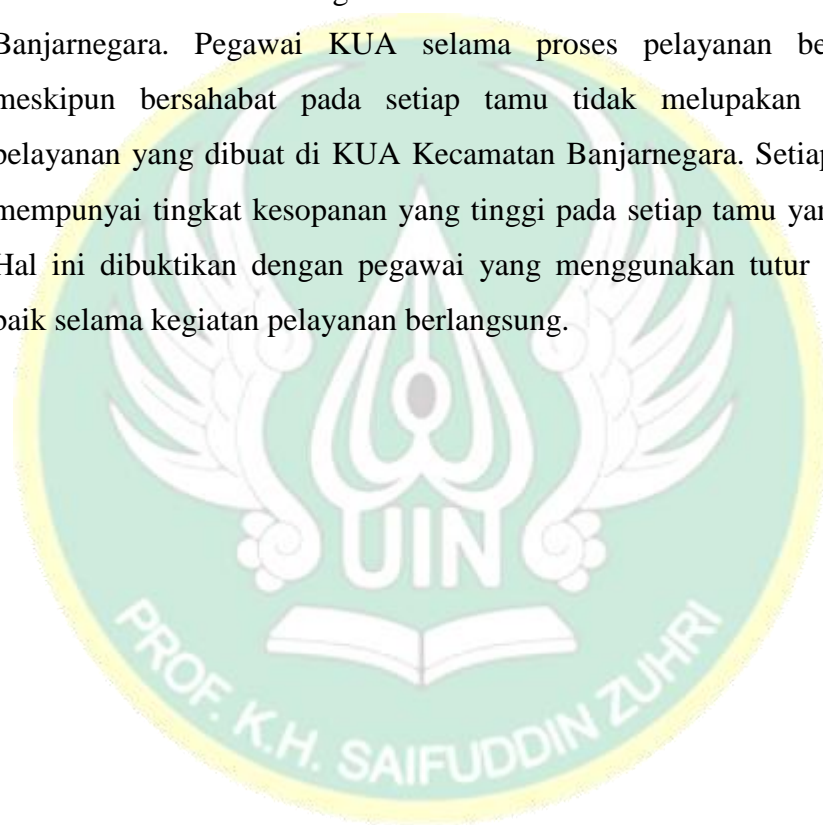 Banjarnegara. Pegawai KUA selama proses pelayanan be
meskipun bersahabat pada setiap tamu tidak melupakan
pelayanan yang dibuat di KUA Kecamatan Banjarnegara. Setiap
mempunyai tingkat kesopanan yang tinggi pada setiap tamu yan
Hal ini dibuktikan dengan pegawai yang menggunakan tutur
baik selama kegiatan pelayanan berlangsung.
UIN
PROF. K.H. SAIFUDDIN ZUHRI